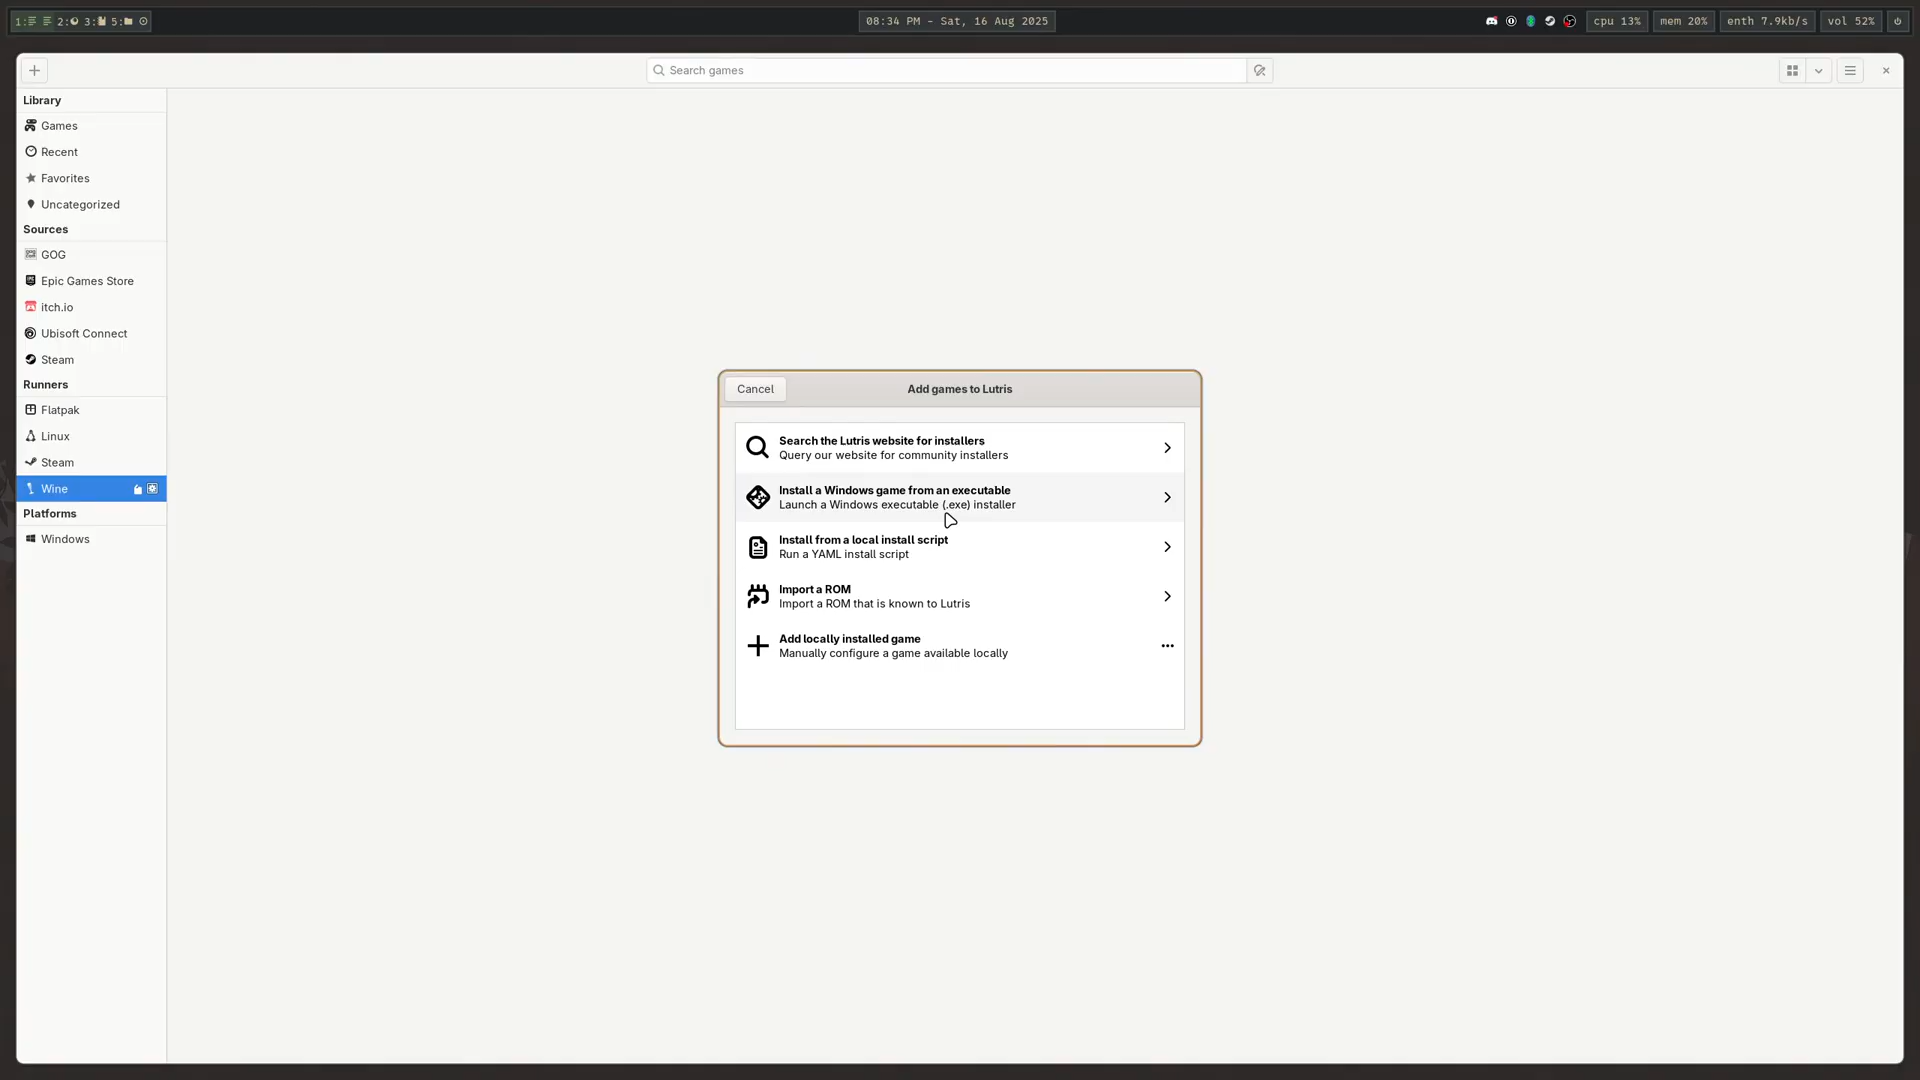 1: 2: 3: 5:
08:34 PM - Sat, 16 Aug 2025
cpu 13%
mem 20%
enth 7.9kb/s
vol 52%
Search games
Library
Games
Recent
Favorites
Uncategorized
Sources
GOG
Epic Games Store
itch.io
Ubisoft Connect
Steam
Runners
Flatpak
Linux
Steam
Wine
Platforms
Windows
Cancel
Add games to Lutris
Search the Lutris website for installers
Query our website for community installers
Install a Windows game from an executable
Launch a Windows executable (.exe) installer
Install from a local install script
Run a YAML install script
Import a ROM
Import a ROM that is known to Lutris
Add locally installed game
Manually configure a game available locally